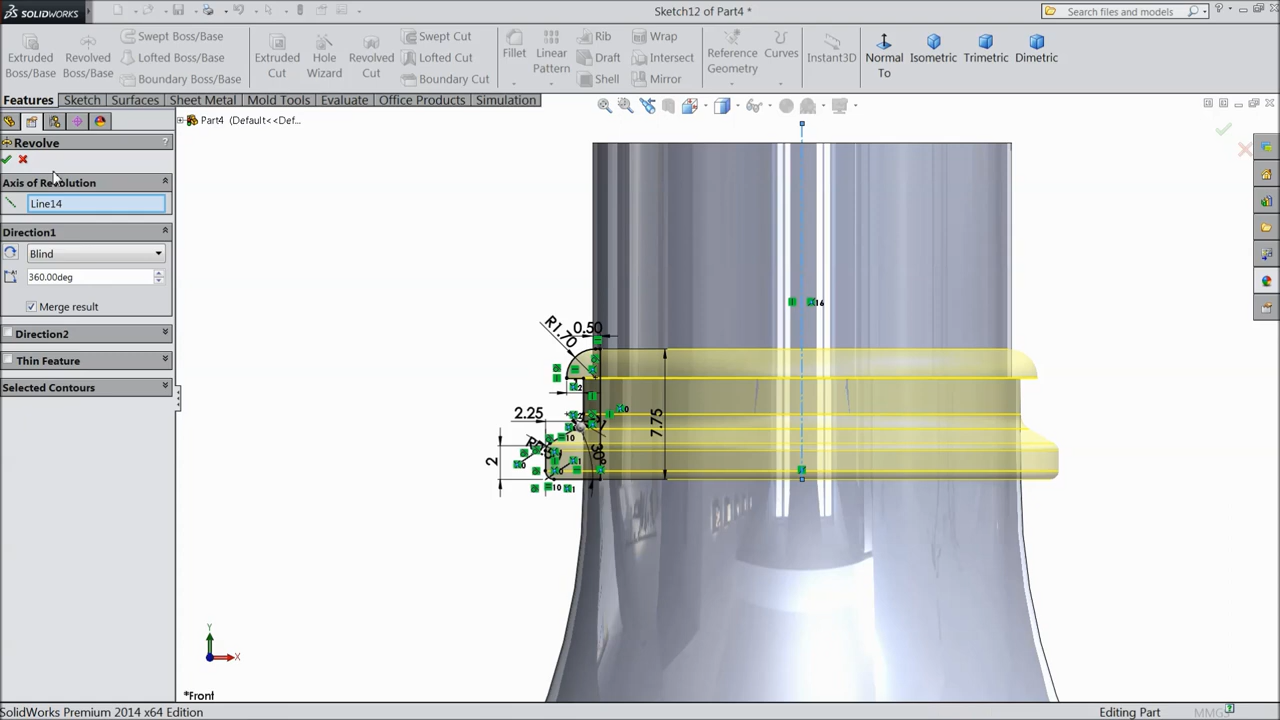 SOLIDWORKS
Sketch12 of Part4 *
Search files and models
Extruded Boss/Base
Revolved Boss/Base
Swept Boss/Base
Lofted Boss/Base
Boundary Boss/Base
Extruded Cut
Hole Wizard
Revolved Cut
Swept Cut
Lofted Cut
Boundary Cut
Fillet
Linear Pattern
Rib
Draft
Shell
Wrap
Intersect
Mirror
Reference Geometry
Curves
Instant3D
Normal To
Isometric
Trimetric
Dimetric
Features
Sketch
Surfaces
Sheet Metal
Mold Tools
Evaluate
Office Products
Simulation
Part4 (Default<<Def...
Revolve
?
Axis of Revolution
Line14
Direction1
Blind
360.00deg
Merge result
Direction2
Thin Feature
Selected Contours
R1.70
0.50
2.25
7.75
2
16
Y
X
*Front
SolidWorks Premium 2014 x64 Edition
Editing Part
MMGS